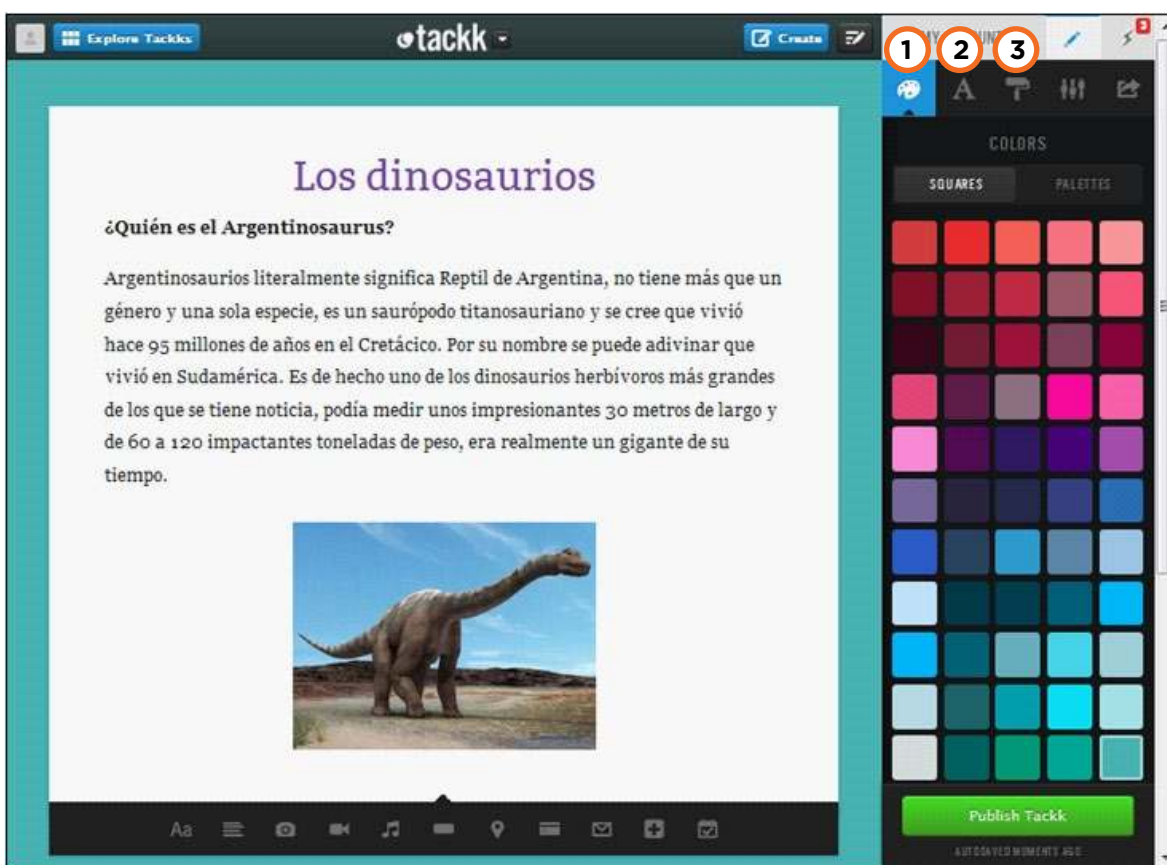 Explore Tackks
tackk
Create
3
1
2
3
COLORS
SQUARES
PALETTES
Los dinosaurios
¿Quién es el Argentinosaurus?
Argentinosaurios literalmente significa Reptil de Argentina, no tiene más que un
género y una sola especie, es un saurópodo titanosauriano y se cree que vivió
hace 95 millones de años en el Cretácico. Por su nombre se puede adivinar que
vivió en Sudamérica. Es de hecho uno de los dinosaurios herbívoros más grandes
de los que se tiene noticia, podía medir unos impresionantes 30 metros de largo y
de 60 a 120 impactantes toneladas de peso, era realmente un gigante de su
tiempo.
Aa
Publish Tackk
AUTOSAVED MOMENTS AGO